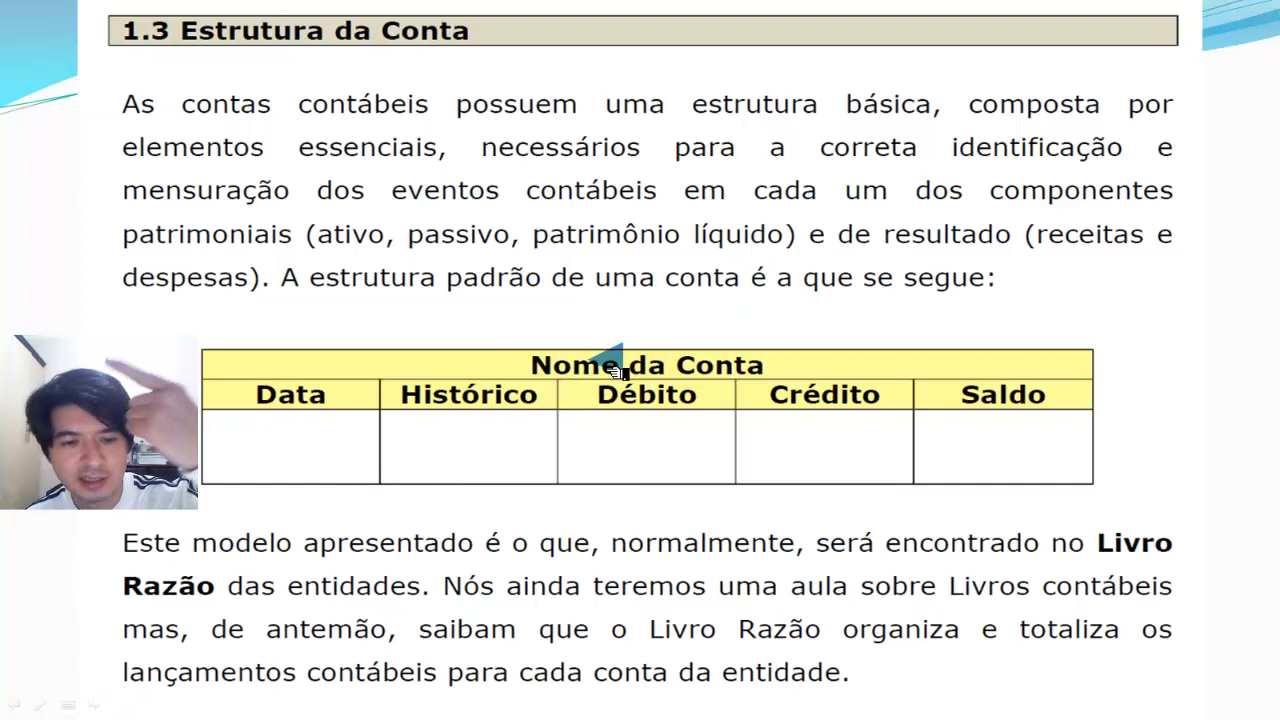 1.3 Estrutura da Conta
As contas contábeis possuem uma estrutura básica, composta por
elementos essenciais, necessários para a correta identificação e
mensuração dos eventos contábeis em cada um dos componentes
patrimoniais (ativo, passivo, patrimônio líquido) e de resultado (receitas e
despesas). A estrutura padrão de uma conta é a que se segue:
Nome da Conta
Data Histórico Débito Crédito Saldo
Este modelo apresentado é o que, normalmente, será encontrado no Livro
Razão das entidades. Nós ainda teremos uma aula sobre Livros contábeis
mas, de antemão, saibam que o Livro Razão organiza e totaliza os
lançamentos contábeis para cada conta da entidade.